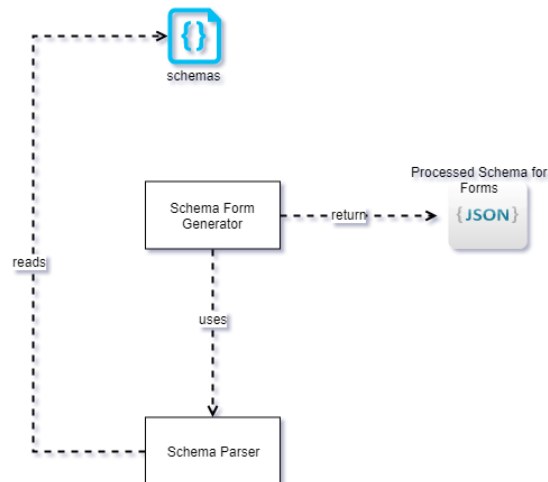 schemas
Processed Schema for
Forms
{JSON}
Schema Form
Generator
return
reads
uses
Schema Parser